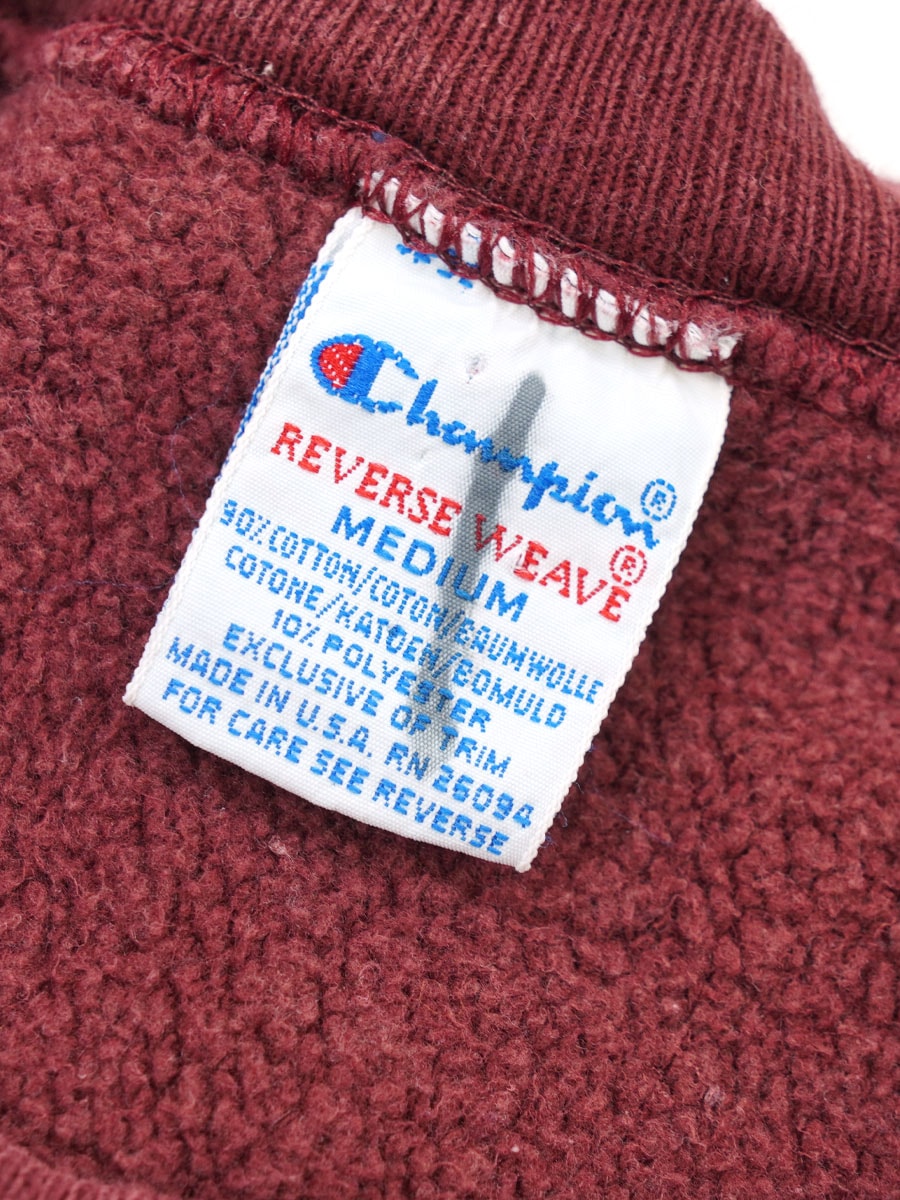 Champion®
REVERSE WEAVE®
MEDIUM
90%COTTON/COTON/BAUMWOLLE
COTONE/KATOEN/BOMULD
10% POLYESTER
EXCLUSIVE OF TRIM
MADE IN U.S.A. RN 26094
FOR CARE SEE REVERSE